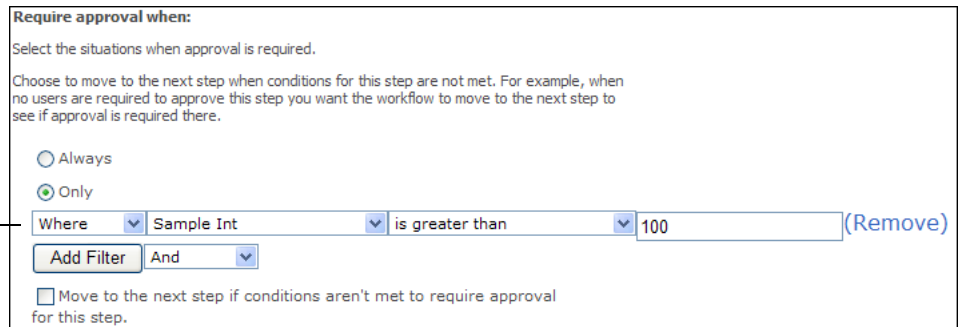 Require approval when:
Select the situations when approval is required.
Choose to move to the next step when conditions for this step are not met. For example, when
no users are required to approve this step you want the workflow to move to the next step to
see if approval is required there.
Always
Only
Where Sample Int is greater than 100 (Remove)
Add Filter And
Move to the next step if conditions aren't met to require approval
for this step.